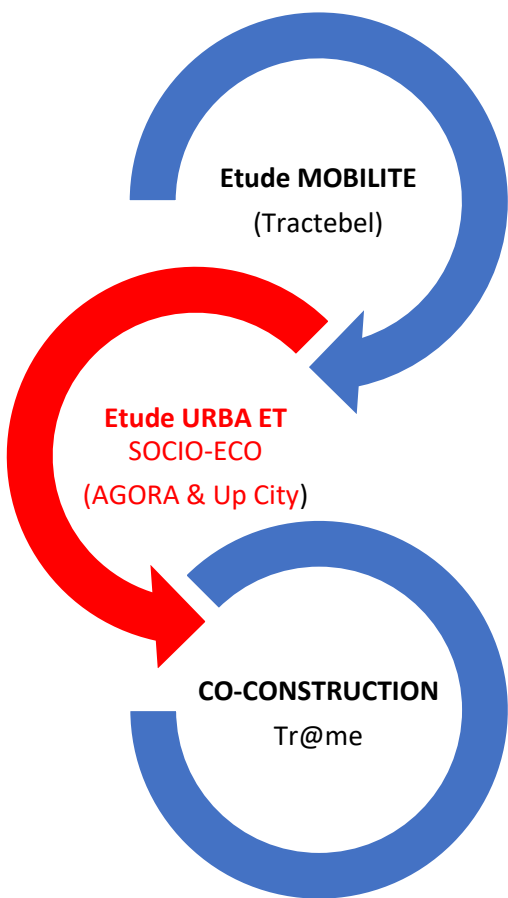 Etude MOBILITE
(Tractebel)
Etude URBA ET
SOCIO-ECO
(AGORA & Up City)
CO-CONSTRUCTION
Tr@me